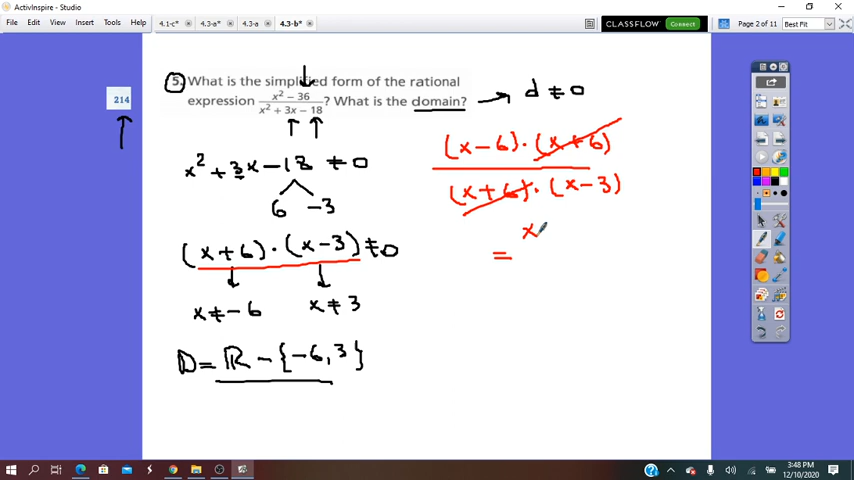 ActivInspire - Studio
File Edit View Insert Tools Help
4.1-c* 4.3-a* 4.3-a 4.3-b*
CLASSFLOW Connect
Page 2 of 11 Best Fit
214
5. What is the simplified form of the rational
expression (x² − 36)/(x² + 3x − 18)? What is the domain? → d ≠ 0
x² + 3x − 18 ≠ 0
6 −3
(x + 6) · (x − 3) ≠ 0
x ≠ −6 x ≠ 3
D = ℝ − {−6, 3}
(x − 6) · (x + 6)
(x + 6) · (x − 3)
= x
3:48 PM
12/10/2020